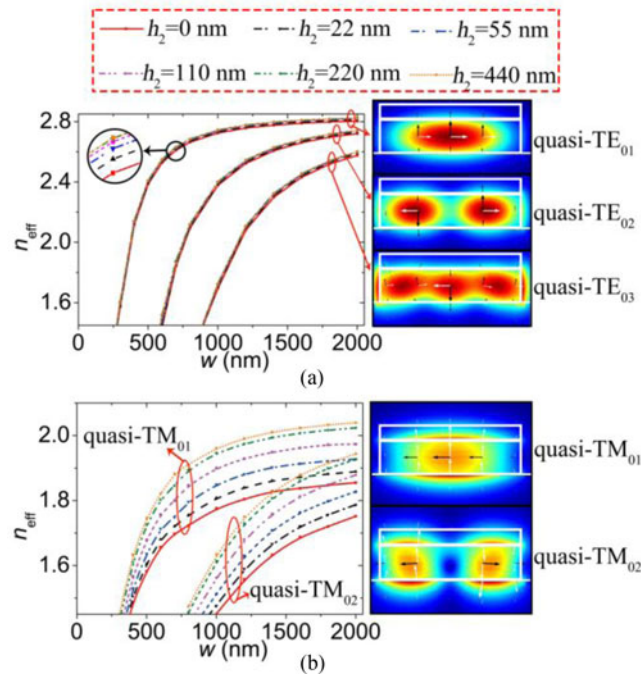 h₂=0 nm h₂=22 nm h₂=55 nm
h₂=110 nm h₂=220 nm h₂=440 nm
2.8
2.4
2.0
1.6
n_eff
0 500 1000 1500 2000
w (nm)
quasi-TE₀₁
quasi-TE₀₂
quasi-TE₀₃
(a)
2.0
1.8
1.6
n_eff
quasi-TM₀₁
quasi-TM₀₂
0 500 1000 1500 2000
w (nm)
quasi-TM₀₁
quasi-TM₀₂
(b)